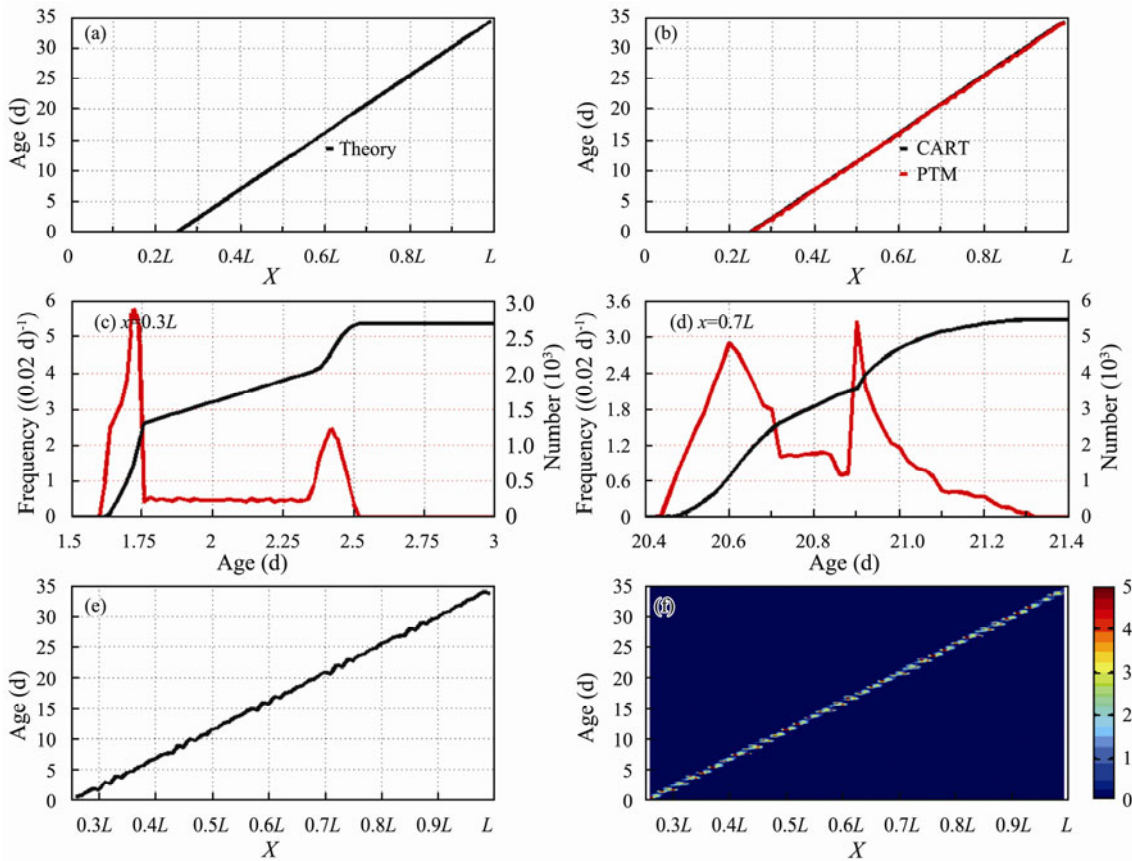 (a)
35
30
25
20
15
10
5
0
Age (d)
Theory
0 0.2L 0.4L 0.6L 0.8L L
X
(b)
35
30
25
20
15
10
5
0
Age (d)
CART
PTM
0 0.2L 0.4L 0.6L 0.8L L
X
(c) x=0.3L
6
5
4
3
2
1
0
Frequency ((0.02 d)⁻¹
3.0
2.5
2.0
1.5
1.0
0.5
0
Number (10³)
1.5 1.75 2 2.25 2.5 2.75 3
Age (d)
(d) x=0.7L
3.6
3.0
2.4
1.8
1.2
0.6
0
Frequency ((0.02 d)⁻¹
6
5
4
3
2
1
0
Number (10³)
20.4 20.6 20.8 21.0 21.2 21.4
Age (d)
(e)
35
30
25
20
15
10
5
0
Age (d)
0.3L 0.4L 0.5L 0.6L 0.7L 0.8L 0.9L L
X
(f)
35
30
25
20
15
10
5
0
Age (d)
0.3L 0.4L 0.5L 0.6L 0.7L 0.8L 0.9L L
X
5
4
3
2
1
0